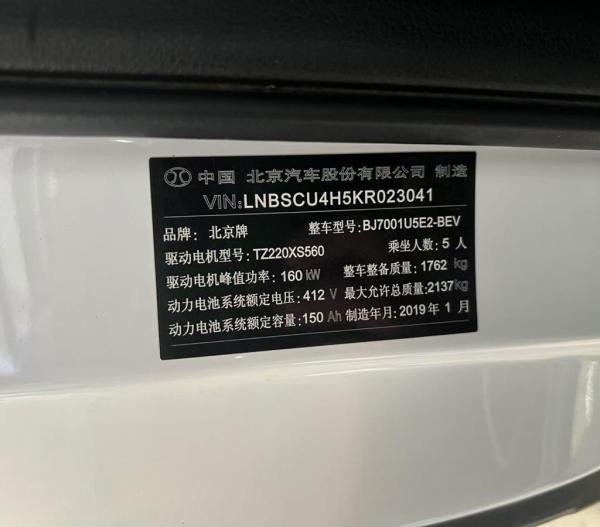 中国 北京汽车股份有限公司 制造
VIN:LNBSCU4H5KR023041
品牌: 北京牌 整车型号:BJ7001U5E2-BEV
驱动电机型号: TZ220XS560 乘坐人数: 5 人
驱动电机峰值功率: 160 kW 整车整备质量: 1762 kg
动力电池系统额定电压: 412 V 最大允许总质量: 2137kg
动力电池系统额定容量: 150 Ah 制造年月: 2019 年 1 月